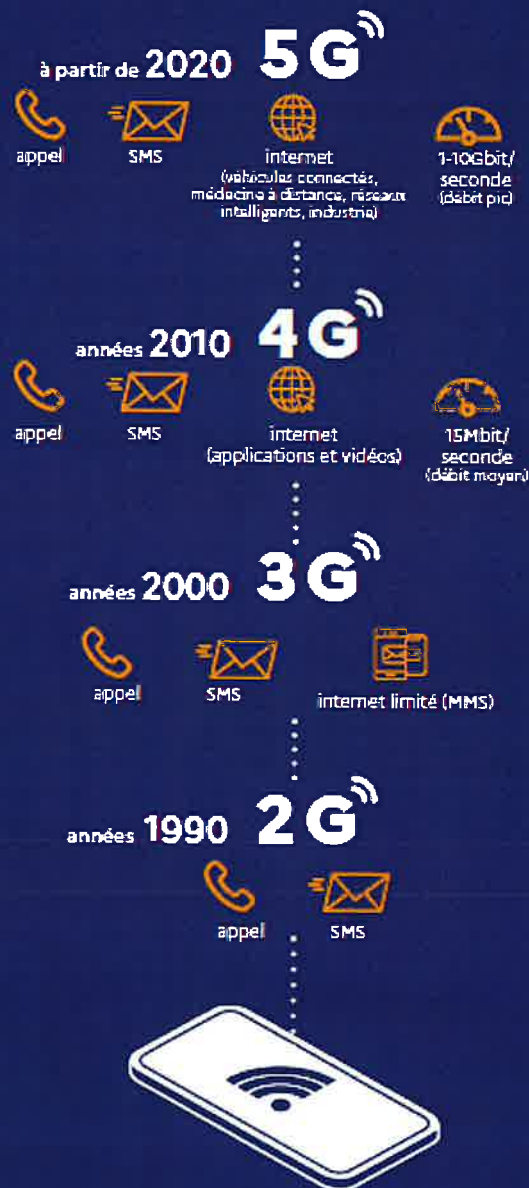 à partir de 2020 5G
appel
SMS
internet
(véhicules connectés,
médecine à distance, réseaux
intelligents, industrie)
1-10Gbit/
seconde
(débit pic)
années 2010 4G
appel
SMS
internet
(applications et vidéos)
15Mbit/
seconde
(débit moyen)
années 2000 3G
appel
SMS
internet limité (MMS)
années 1990 2G
appel
SMS